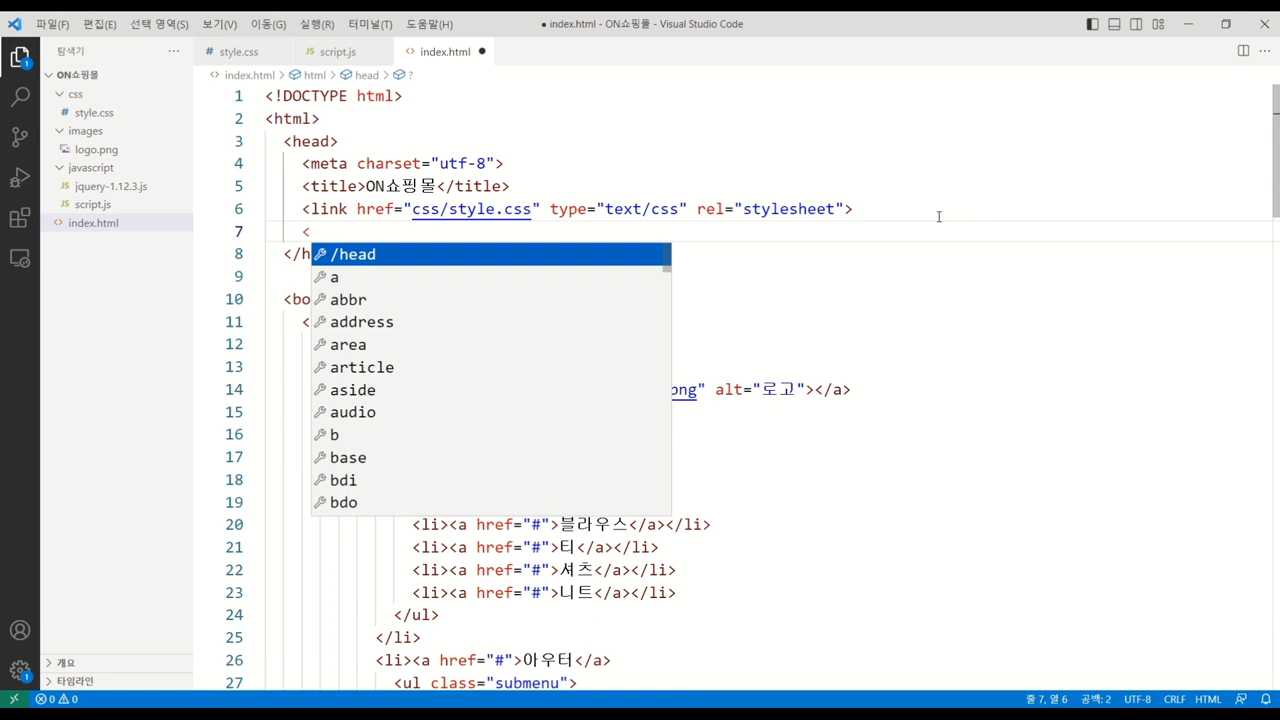 파일(F) 편집(E) 선택 영역(S) 보기(V) 이동(G) 실행(R) 터미널(T) 도움말(H) ● index.html - ON쇼핑몰 - Visual Studio Code
탐색기 ···
ON쇼핑몰
css
# style.css
images
logo.png
javascript
JS jquery-1.12.3.js
JS script.js
<> index.html
개요
타임라인
1
1
# style.css JS script.js <> index.html ●
<> index.html > html > head > ?
1 <!DOCTYPE html>
2 <html>
3 <head>
4 <meta charset="utf-8">
5 <title>ON쇼핑몰</title>
6 <link href="css/style.css" type="text/css" rel="stylesheet">
7 <
8 </h
9
10 <bo
11 <
12
13
14 png" alt="로고"></a>
15
16
17
18
19
20 <li><a href="#">블라우스</a></li>
21 <li><a href="#">티</a></li>
22 <li><a href="#">셔츠</a></li>
23 <li><a href="#">니트</a></li>
24 </ul>
25 </li>
26 <li><a href="#">아우터</a>
27 <ul class="submenu">
/head
a
abbr
address
area
article
aside
audio
b
base
bdi
bdo
0 0 줄 7, 열 6 공백: 2 UTF-8 CRLF HTML